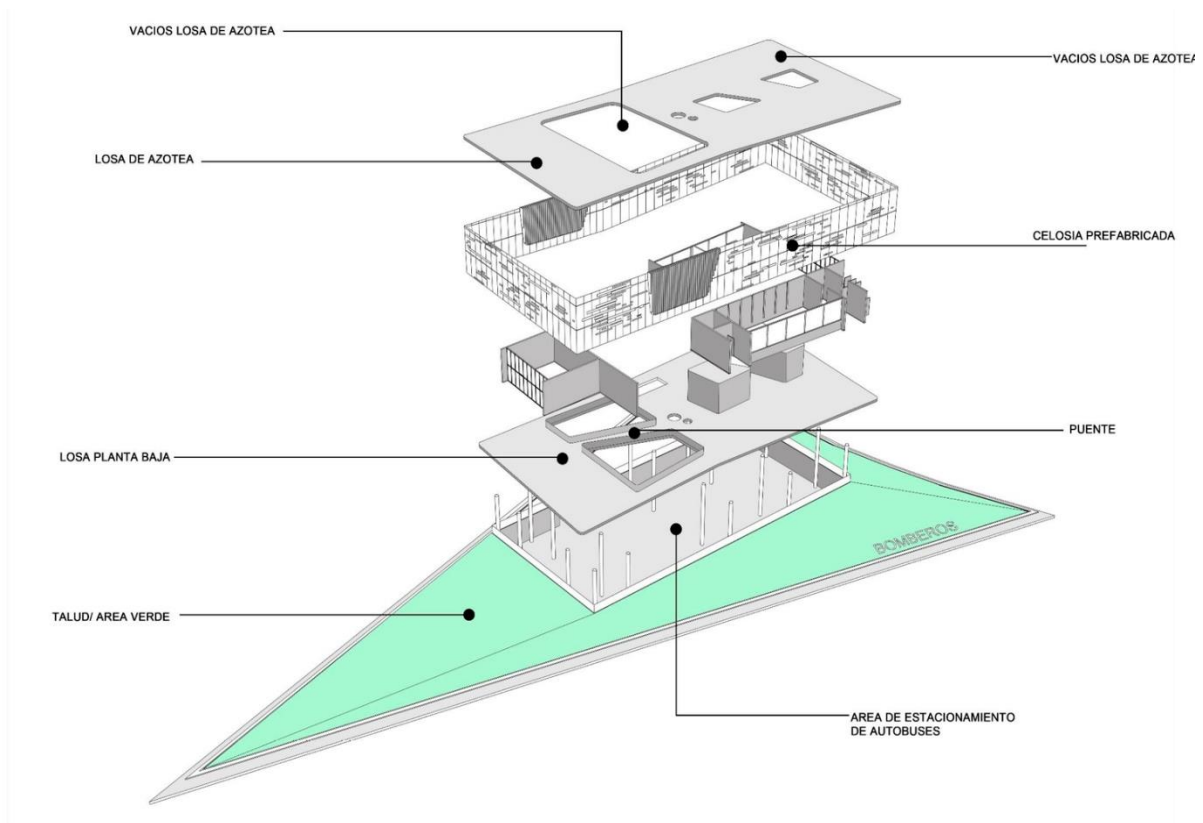 VACIOS LOSA DE AZOTEA
VACIOS LOSA DE AZOTEA
LOSA DE AZOTEA
CELOSIA PREFABRICADA
PUENTE
LOSA PLANTA BAJA
BOMBEROS
TALUD/ AREA VERDE
AREA DE ESTACIONAMIENTO
DE AUTOBUSES